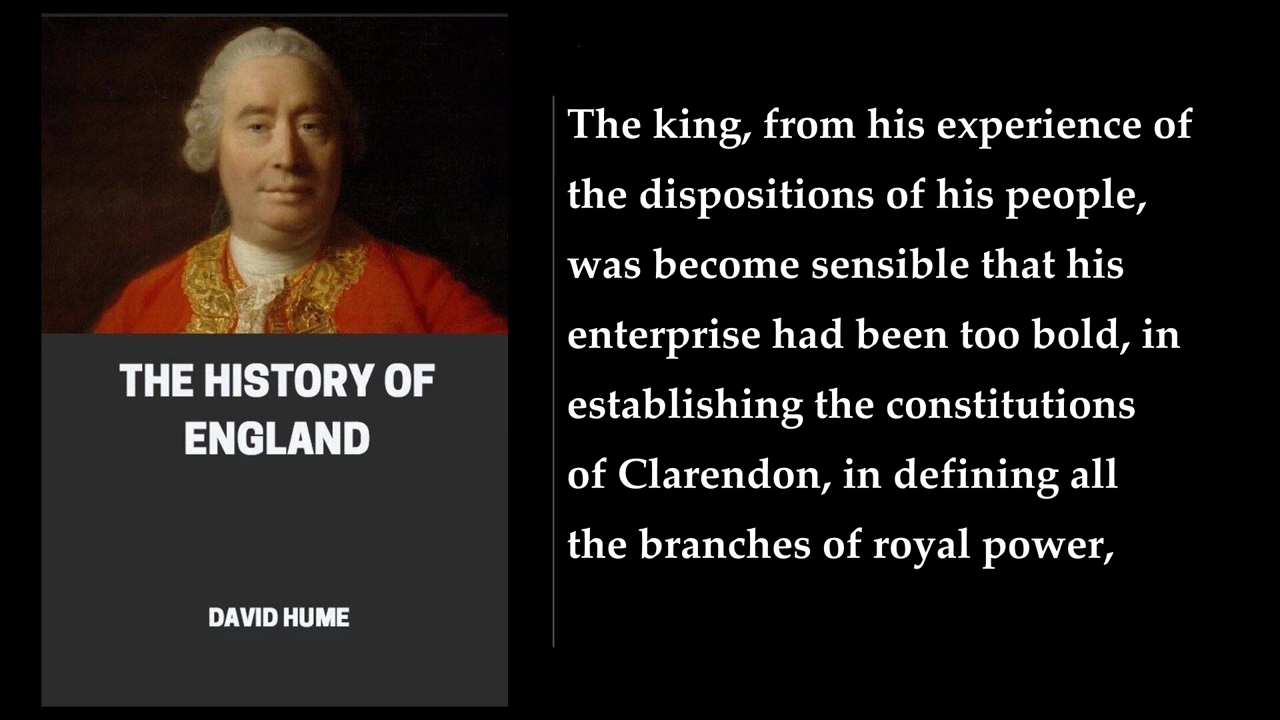 THE HISTORY OF
ENGLAND
DAVID HUME
The king, from his experience of
the dispositions of his people,
was become sensible that his
enterprise had been too bold, in
establishing the constitutions
of Clarendon, in defining all
the branches of royal power,